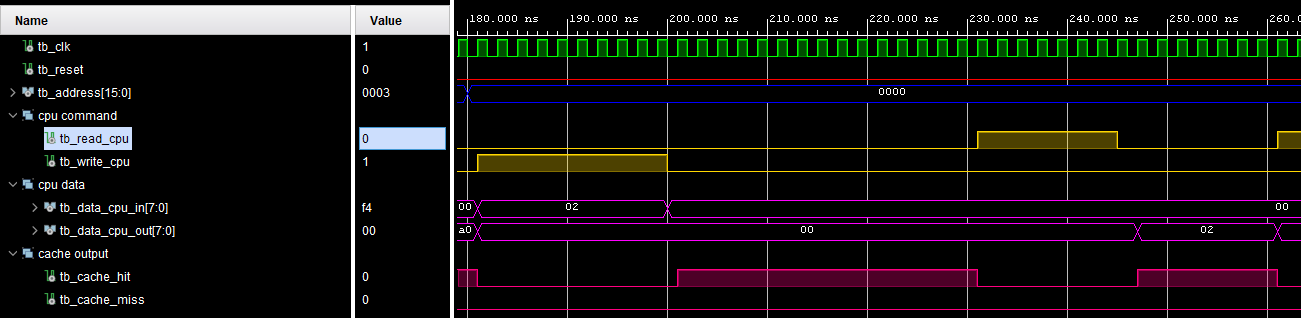 Name Value 180.000 ns 190.000 ns 200.000 ns 210.000 ns 220.000 ns 230.000 ns 240.000 ns 250.000 ns 260.0
tb_clk 1
tb_reset 0
tb_address[15:0] 0003 0000
cpu command
tb_read_cpu 0
tb_write_cpu 1
cpu data
tb_data_cpu_in[7:0] f4 00 02 00
tb_data_cpu_out[7:0] 00 a0 00 02
cache output
tb_cache_hit 0
tb_cache_miss 0